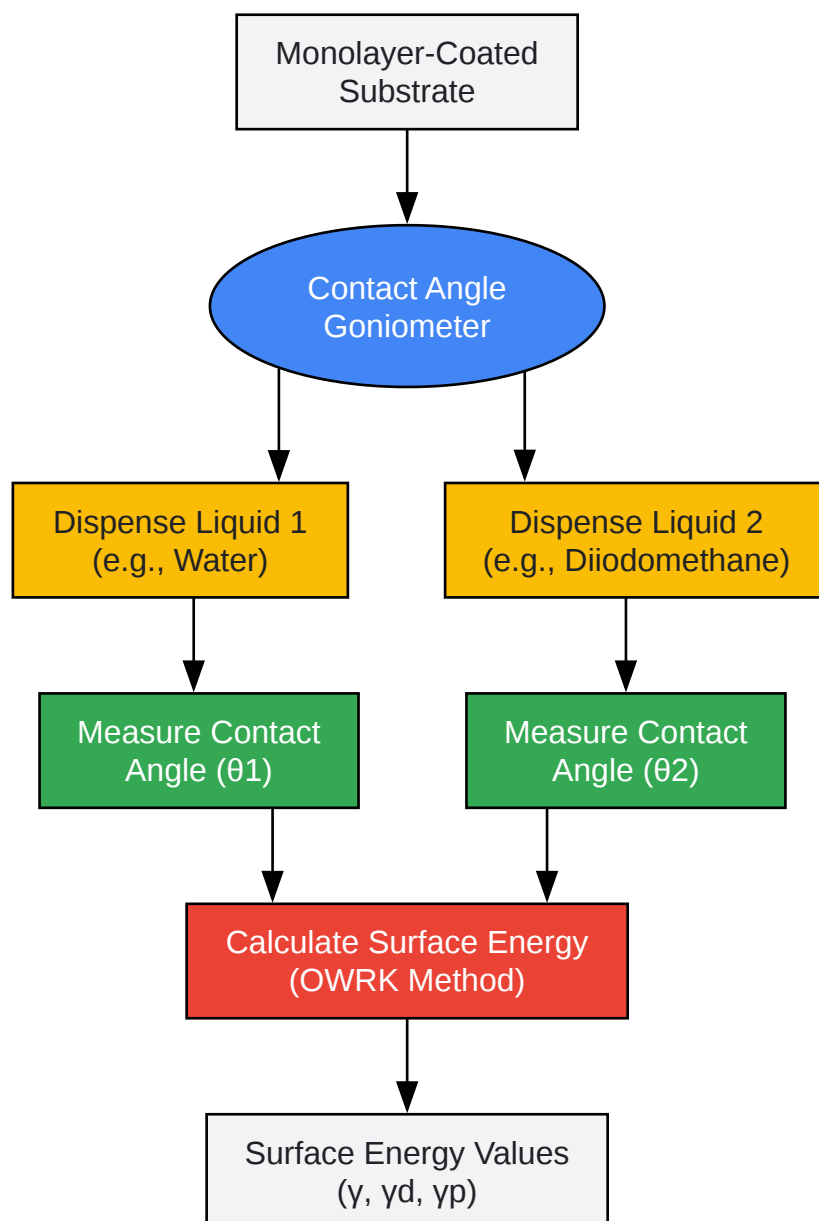 Monolayer-Coated
Substrate
Contact Angle
Goniometer
Dispense Liquid 1
(e.g., Water)
Dispense Liquid 2
(e.g., Diiodomethane)
Measure Contact
Angle (θ1)
Measure Contact
Angle (θ2)
Calculate Surface Energy
(OWRK Method)
Surface Energy Values
(γ, γd, γp)